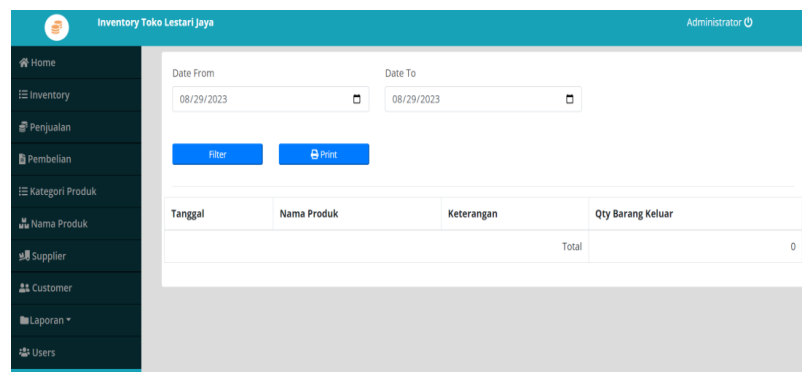 Inventory Toko Lestari Jaya
Administrator
Home
Inventory
Penjualan
Pembelian
Kategori Produk
Nama Produk
Supplier
Customer
Laporan
Users
Date From Date To
08/29/2023 08/29/2023
Filter Print
Tanggal Nama Produk Keterangan Qty Barang Keluar
Total 0